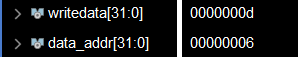 writedata[31:0] 0000000d
data_addr[31:0] 00000006